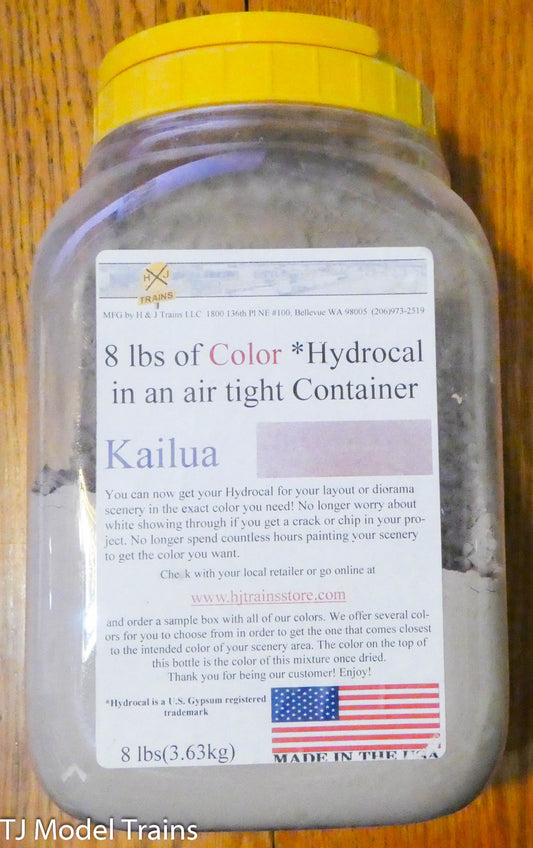 H J
TRAINS
MFG by H & J Trains LLC 1800 136th Pl NE #100, Bellevue WA 98005 (206)973-2519
8 lbs of Color *Hydrocal
in an air tight Container
Kailua
You can now get your Hydrocal for your layout or diorama
scenery in the exact color you need! No longer worry about
white showing through if you get a crack or chip in your pro-
ject. No longer spend countless hours painting your scenery
to get the color you want.
Check with your local retailer or go online at
www.hjtrainsstore.com
and order a sample box with all of our colors. We offer several col-
ors for you to choose from in order to get the one that comes closest
to the intended color of your scenery area. The color on the top of
this bottle is the color of this mixture once dried.
Thank you for being our customer! Enjoy!
*Hydrocal is a U.S. Gypsum registered
trademark
8 lbs(3.63kg)
MADE IN THE USA
TJ Model Trains